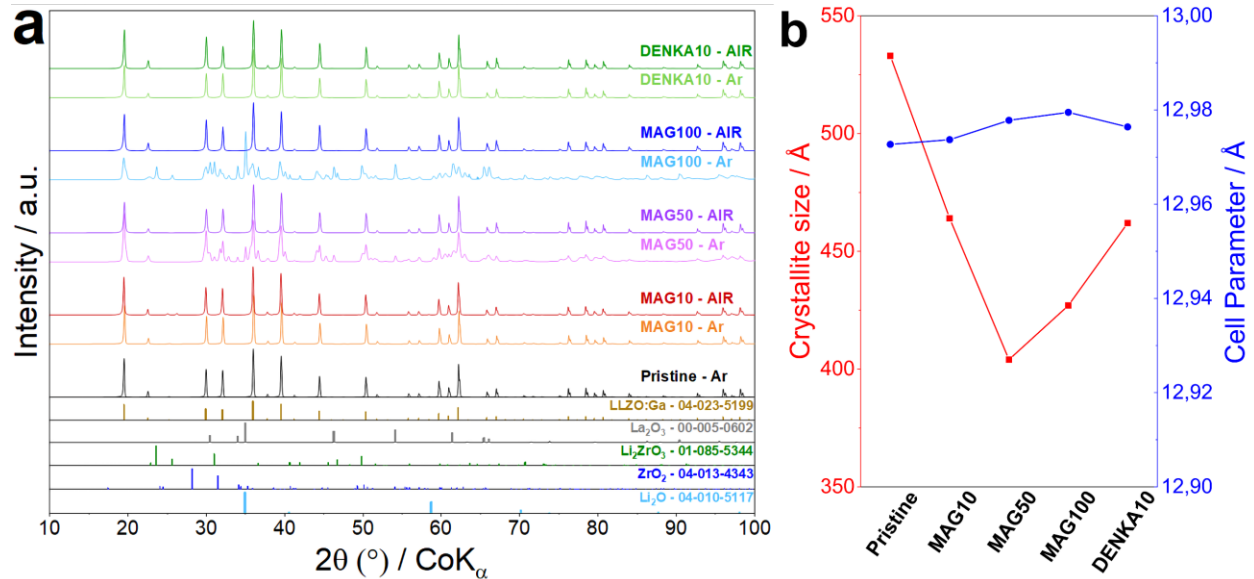 a
Intensity / a.u.
DENKA10 - AIR
DENKA10 - Ar
MAG100 - AIR
MAG100 - Ar
MAG50 - AIR
MAG50 - Ar
MAG10 - AIR
MAG10 - Ar
Pristine - Ar
LLZO:Ga - 04-023-5199
La₂O₃ - 00-005-0602
Li₂ZrO₃ - 01-085-5344
ZrO₂ - 04-013-4343
Li₂O - 04-010-5117
10 20 30 40 50 60 70 80 90 100
2θ (°) / CoKα
b
Crystallite size / Å
550
500
450
400
350
13,00
12,98
12,96
12,94
12,92
12,90
Cell Parameter / Å
Pristine
MAG10
MAG50
MAG100
DENKA10